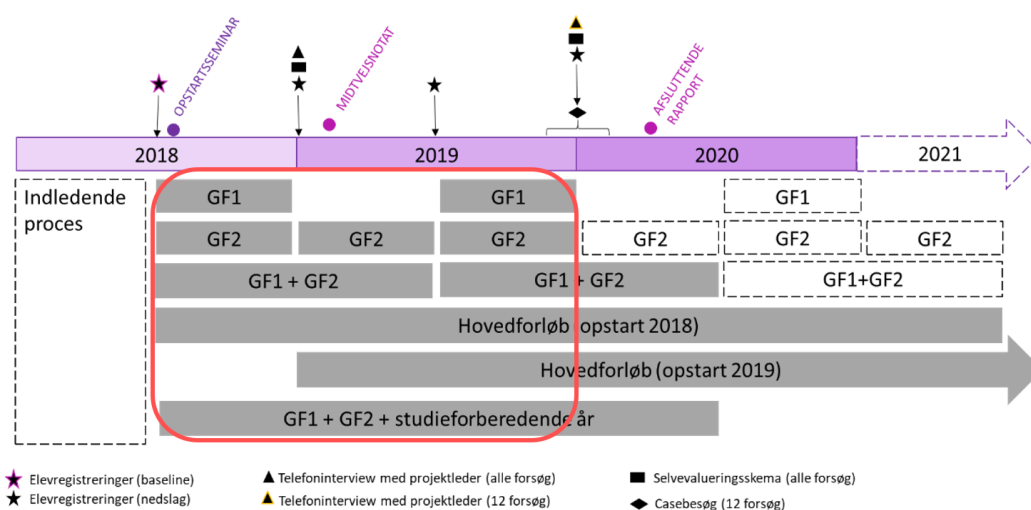 OPSTARTSSEMINAR
MIDTVEJSNOTAT
AFSLUTTENDE
RAPPORT
2018
2019
2020
2021
Indledende
proces
GF1
GF1
GF1
GF2
GF2
GF2
GF2
GF2
GF2
GF1 + GF2
GF1 + GF2
GF1+GF2
Hovedforløb (opstart 2018)
Hovedforløb (opstart 2019)
GF1 + GF2 + studieforberedende år
Elevregistreringer (baseline)
Telefoninterview med projektleder (alle forsøg)
Selvevalueringsskema (alle forsøg)
Elevregistreringer (nedslag)
Telefoninterview med projektleder (12 forsøg)
Casebesøg (12 forsøg)